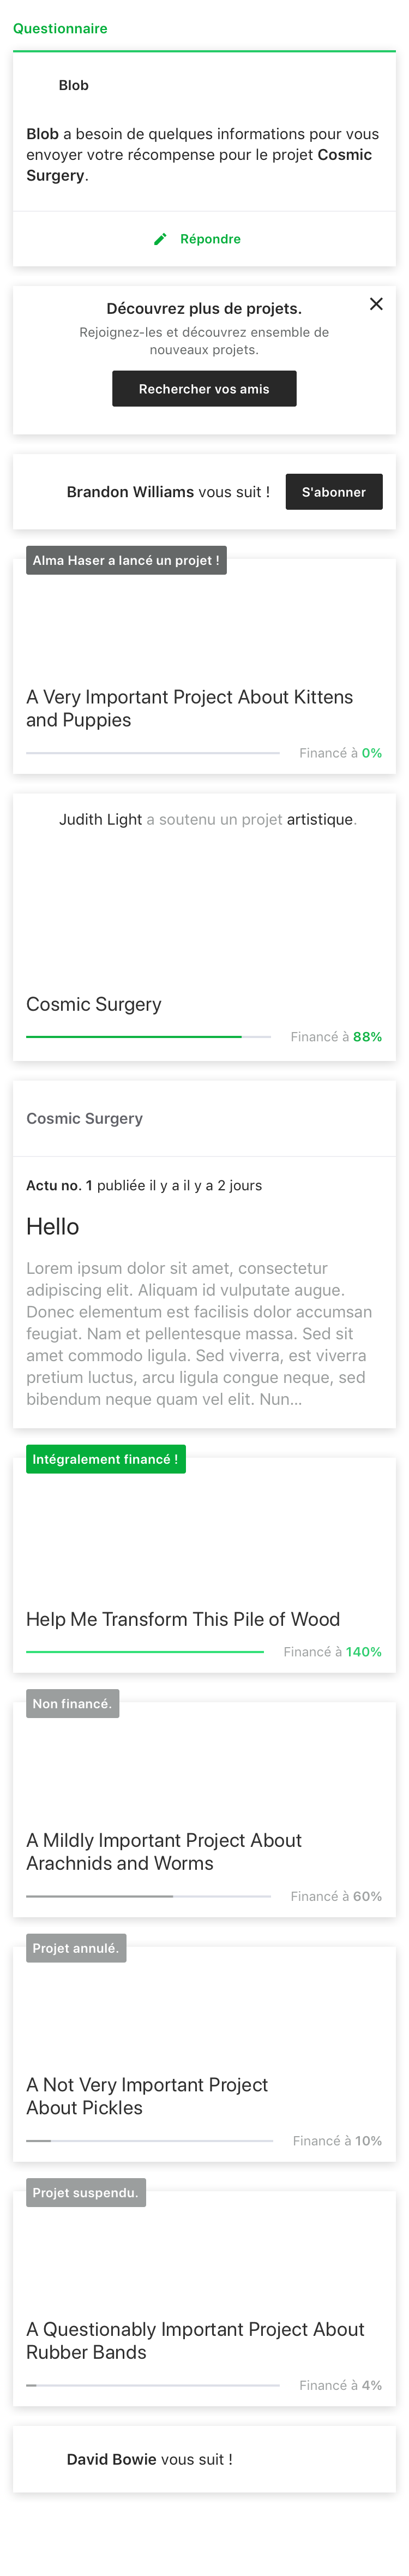 Questionnaire
Blob
Blob a besoin de quelques informations pour vous
envoyer votre récompense pour le projet Cosmic
Surgery.
Répondre
Découvrez plus de projets.
Rejoignez-les et découvrez ensemble de
nouveaux projets.
Rechercher vos amis
Brandon Williams vous suit !
S'abonner
Alma Haser a lancé un projet !
A Very Important Project About Kittens
and Puppies
Financé à 0%
Judith Light a soutenu un projet artistique.
Cosmic Surgery
Financé à 88%
Cosmic Surgery
Actu no. 1 publiée il y a il y a 2 jours
Hello
Lorem ipsum dolor sit amet, consectetur
adipiscing elit. Aliquam id vulputate augue.
Donec elementum est facilisis dolor accumsan
feugiat. Nam et pellentesque massa. Sed sit
amet commodo ligula. Sed viverra, est viverra
pretium luctus, arcu ligula congue neque, sed
bibendum neque quam vel elit. Nun...
Intégralement financé !
Help Me Transform This Pile of Wood
Financé à 140%
Non financé.
A Mildly Important Project About
Arachnids and Worms
Financé à 60%
Projet annulé.
A Not Very Important Project
About Pickles
Financé à 10%
Projet suspendu.
A Questionably Important Project About
Rubber Bands
Financé à 4%
David Bowie vous suit !